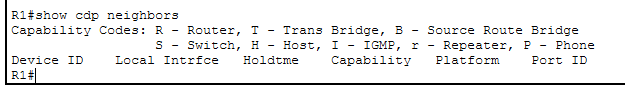 R1#show cdp neighbors
Capability Codes: R - Router, T - Trans Bridge, B - Source Route Bridge
S - Switch, H - Host, I - IGMP, r - Repeater, P - Phone
Device ID    Local Intrfce   Holdtme    Capability   Platform    Port ID
R1#